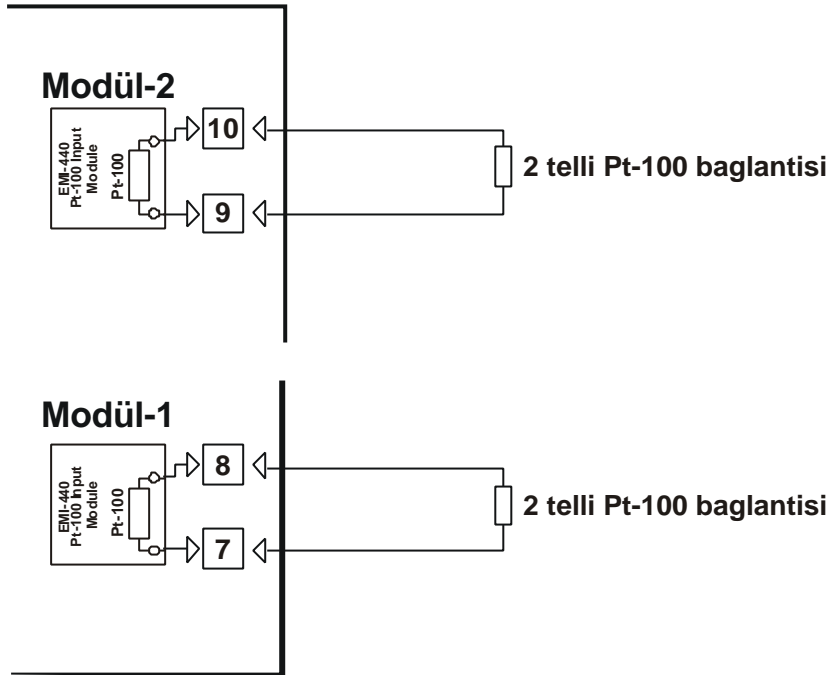 Modül-2
EMI-440
Pt-100 Input
Module
Pt-100
10
9
2 telli Pt-100 baglantisi
Modül-1
EMI-440
Pt-100 Input
Module
Pt-100
8
7
2 telli Pt-100 baglantisi